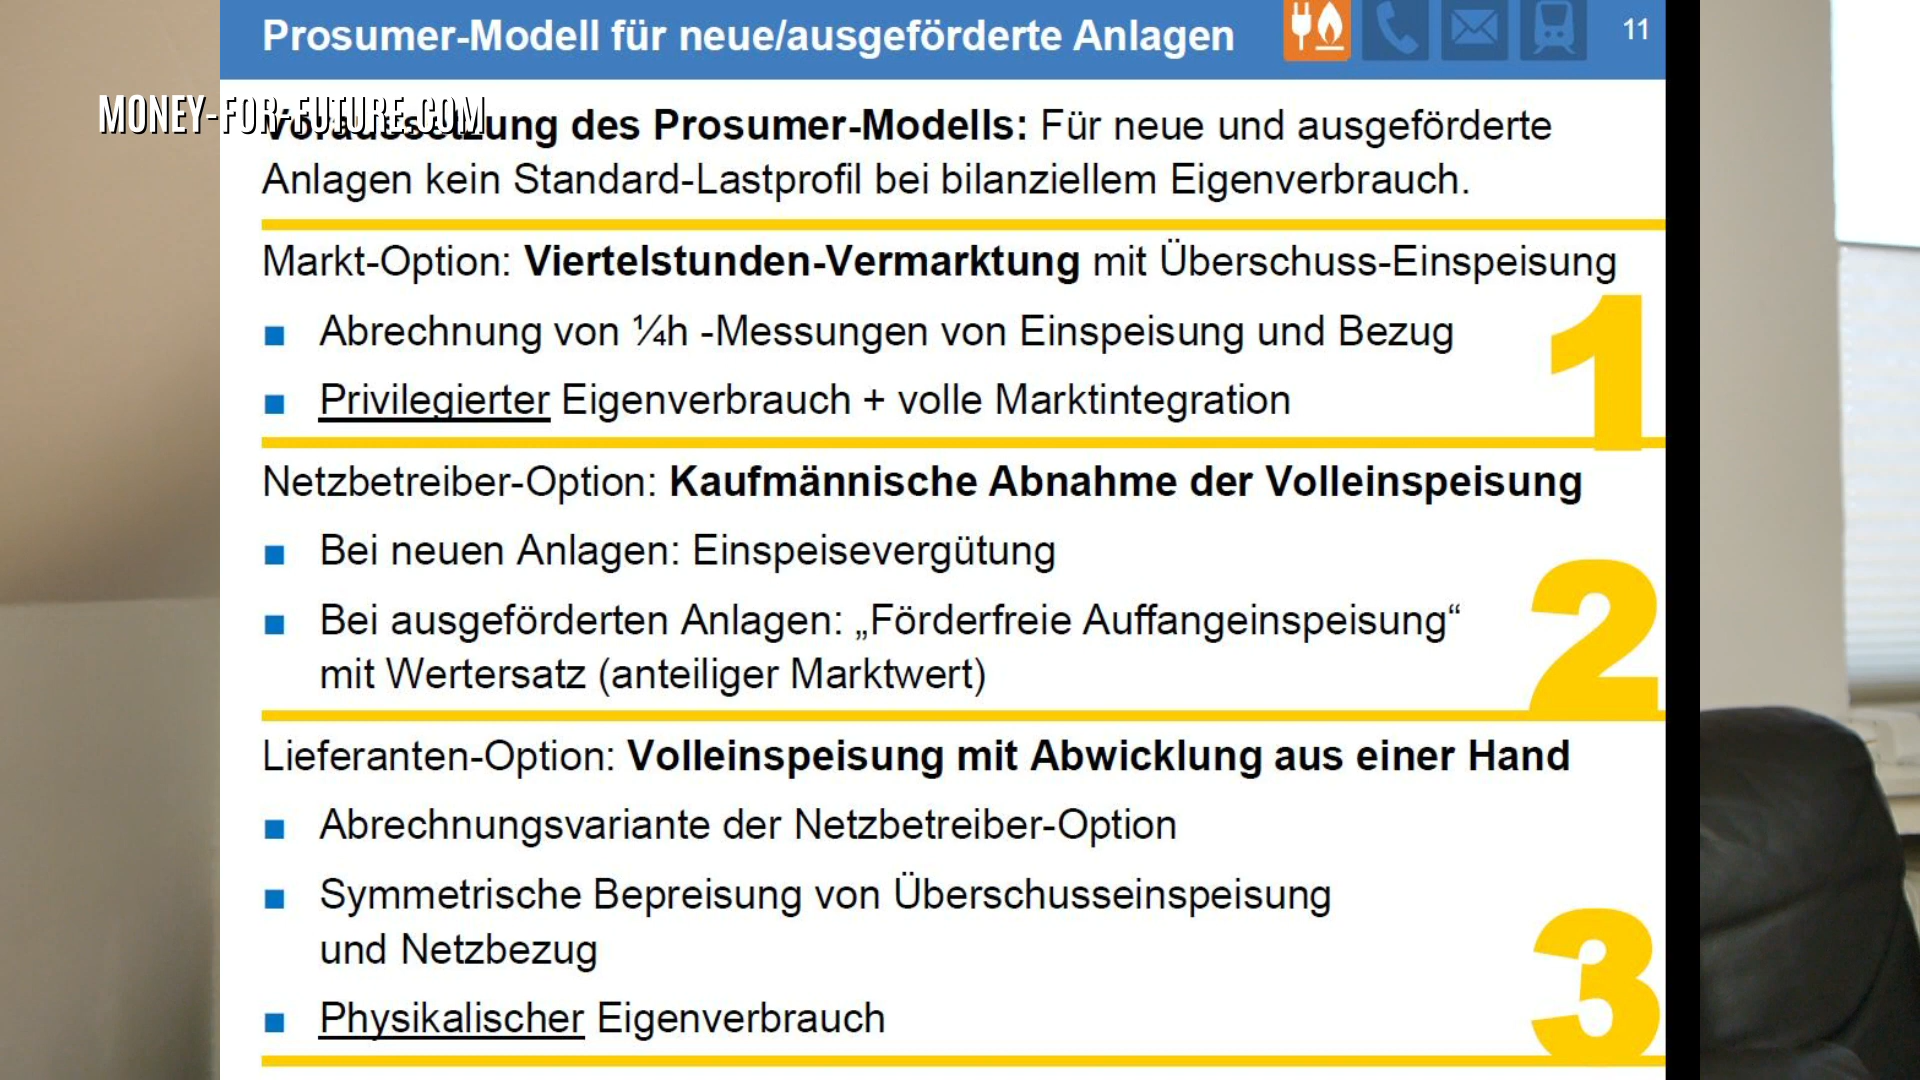 Prosumer-Modell für neue/ausgeförderte Anlagen
11
MONEY-FOR-FUTURE.COM
Voraussetzung des Prosumer-Modells: Für neue und ausgeförderte
Anlagen kein Standard-Lastprofil bei bilanziellem Eigenverbrauch.
Markt-Option: Viertelstunden-Vermarktung mit Überschuss-Einspeisung
Abrechnung von ¼h -Messungen von Einspeisung und Bezug
Privilegierter Eigenverbrauch + volle Marktintegration
1
Netzbetreiber-Option: Kaufmännische Abnahme der Volleinspeisung
Bei neuen Anlagen: Einspeisevergütung
Bei ausgeförderten Anlagen: „Förderfreie Auffangeinspeisung“
mit Wertersatz (anteiliger Marktwert)
2
Lieferanten-Option: Volleinspeisung mit Abwicklung aus einer Hand
Abrechnungsvariante der Netzbetreiber-Option
Symmetrische Bepreisung von Überschusseinspeisung
und Netzbezug
Physikalischer Eigenverbrauch
3